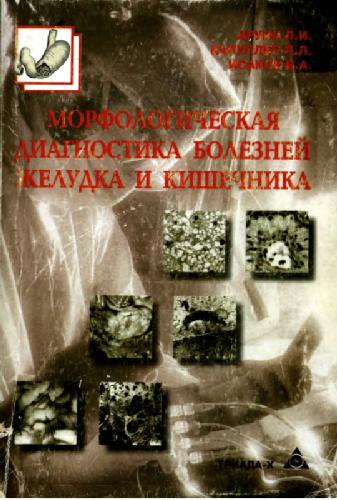 АРУИН Л.И.
КАПУЛЛЕР Л.Л.
ИСАКОВ В.А.
МОРФОЛОГИЧЕСКАЯ
ДИАГНОСТИКА БОЛЕЗНЕЙ
ЖЕЛУДКА И КИШЕЧНИКА
ТРИАДА-Х